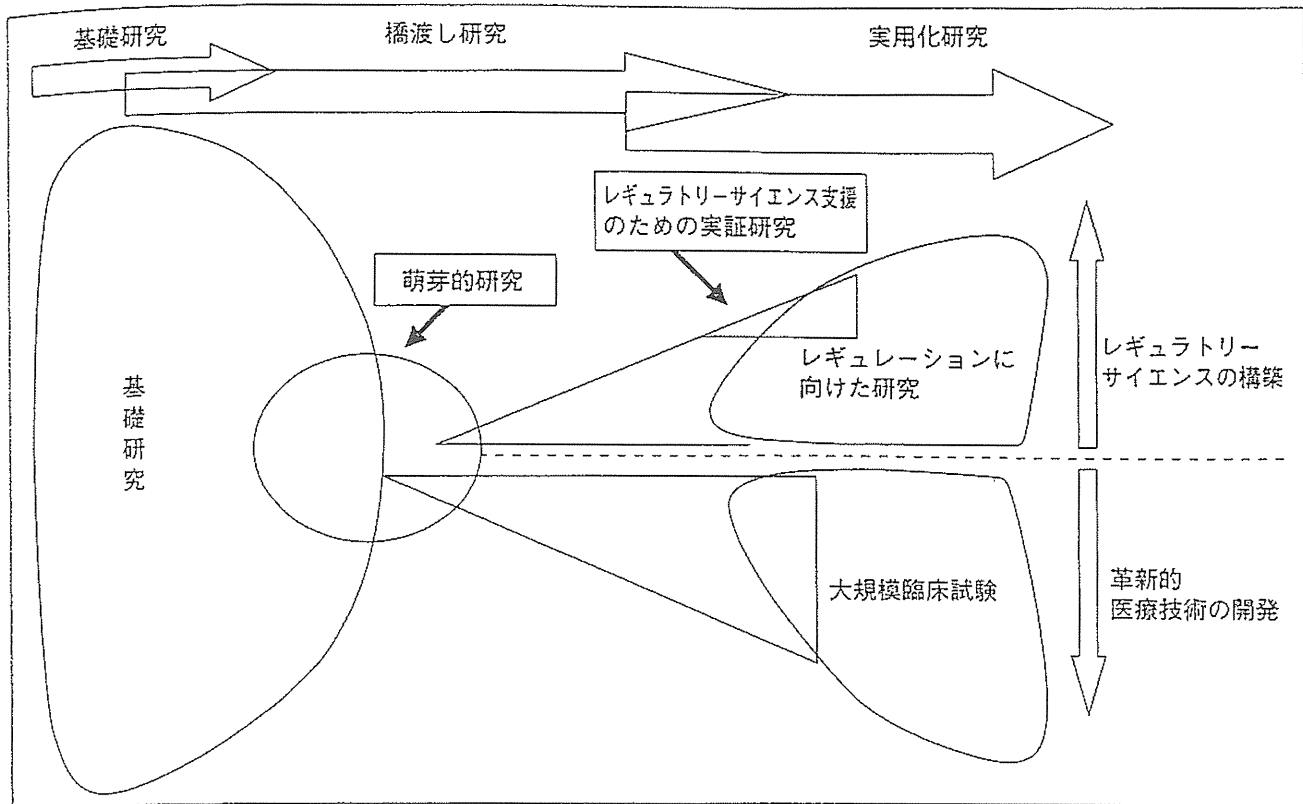 基礎研究
橋渡し研究
実用化研究
レギュラトリーサイエンス支援
のための実証研究
萌芽的研究
基礎研究
レギュレーションに
向けた研究
レギュラトリー
サイエンスの構築
大規模臨床試験
革新的
医療技術の開発